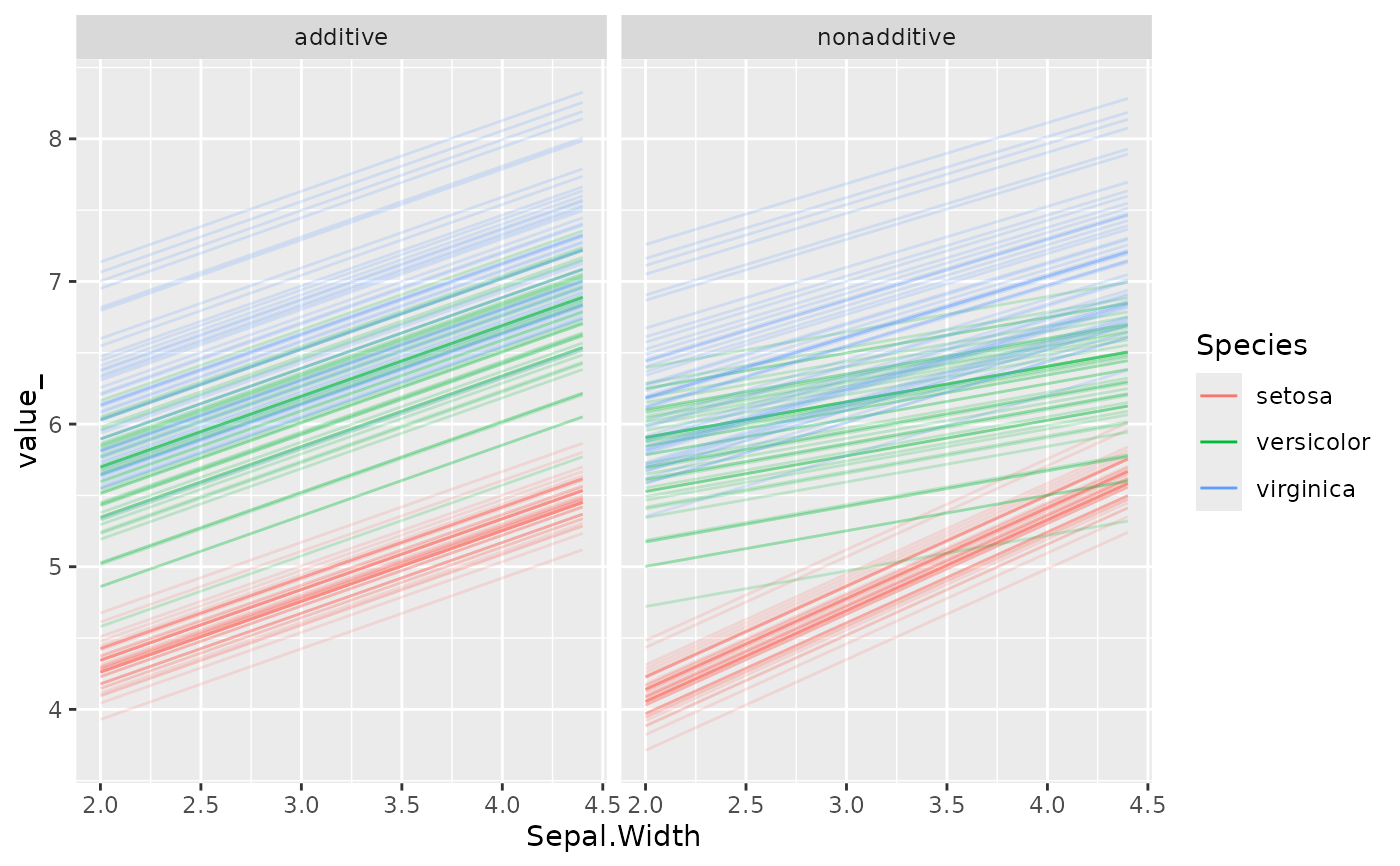 additive
nonadditive
8
7
6
5
4
value_
2.0 2.5 3.0 3.5 4.0 4.5
2.0 2.5 3.0 3.5 4.0 4.5
Sepal.Width
Species
setosa
versicolor
virginica